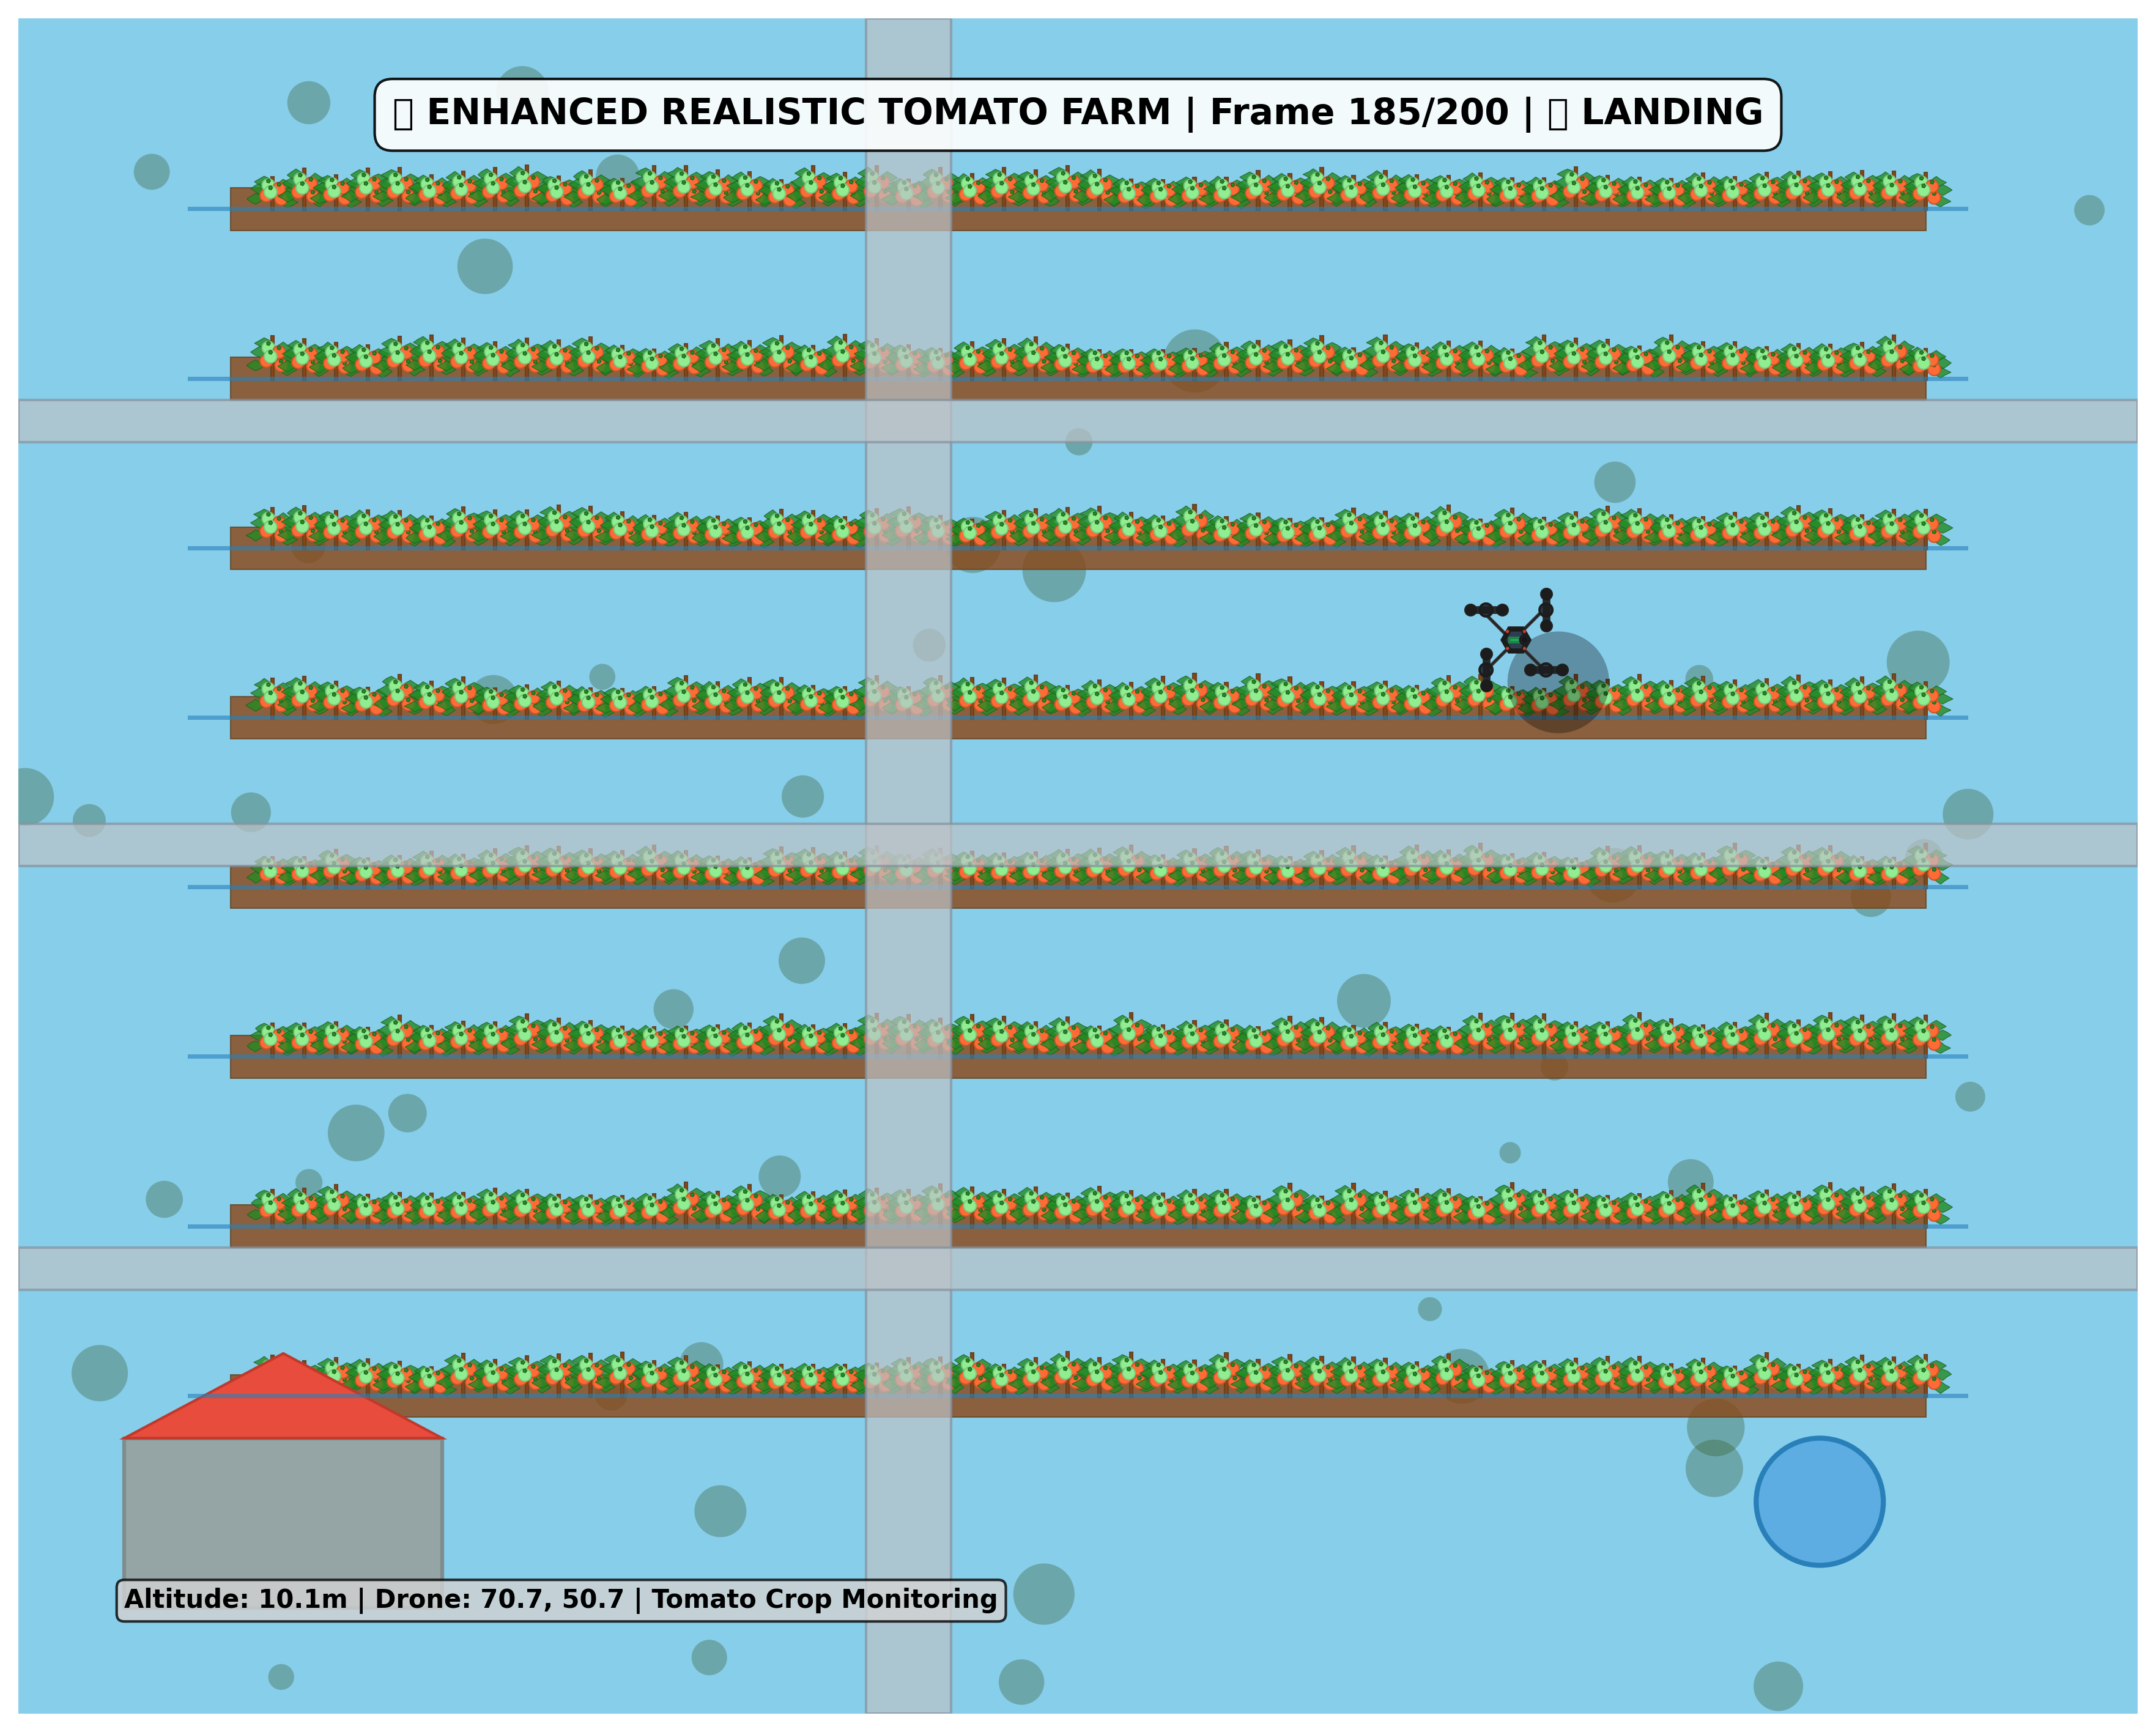 ▯ ENHANCED REALISTIC TOMATO FARM | Frame 185/200 | ▯ LANDING
Altitude: 10.1m | Drone: 70.7, 50.7 | Tomato Crop Monitoring